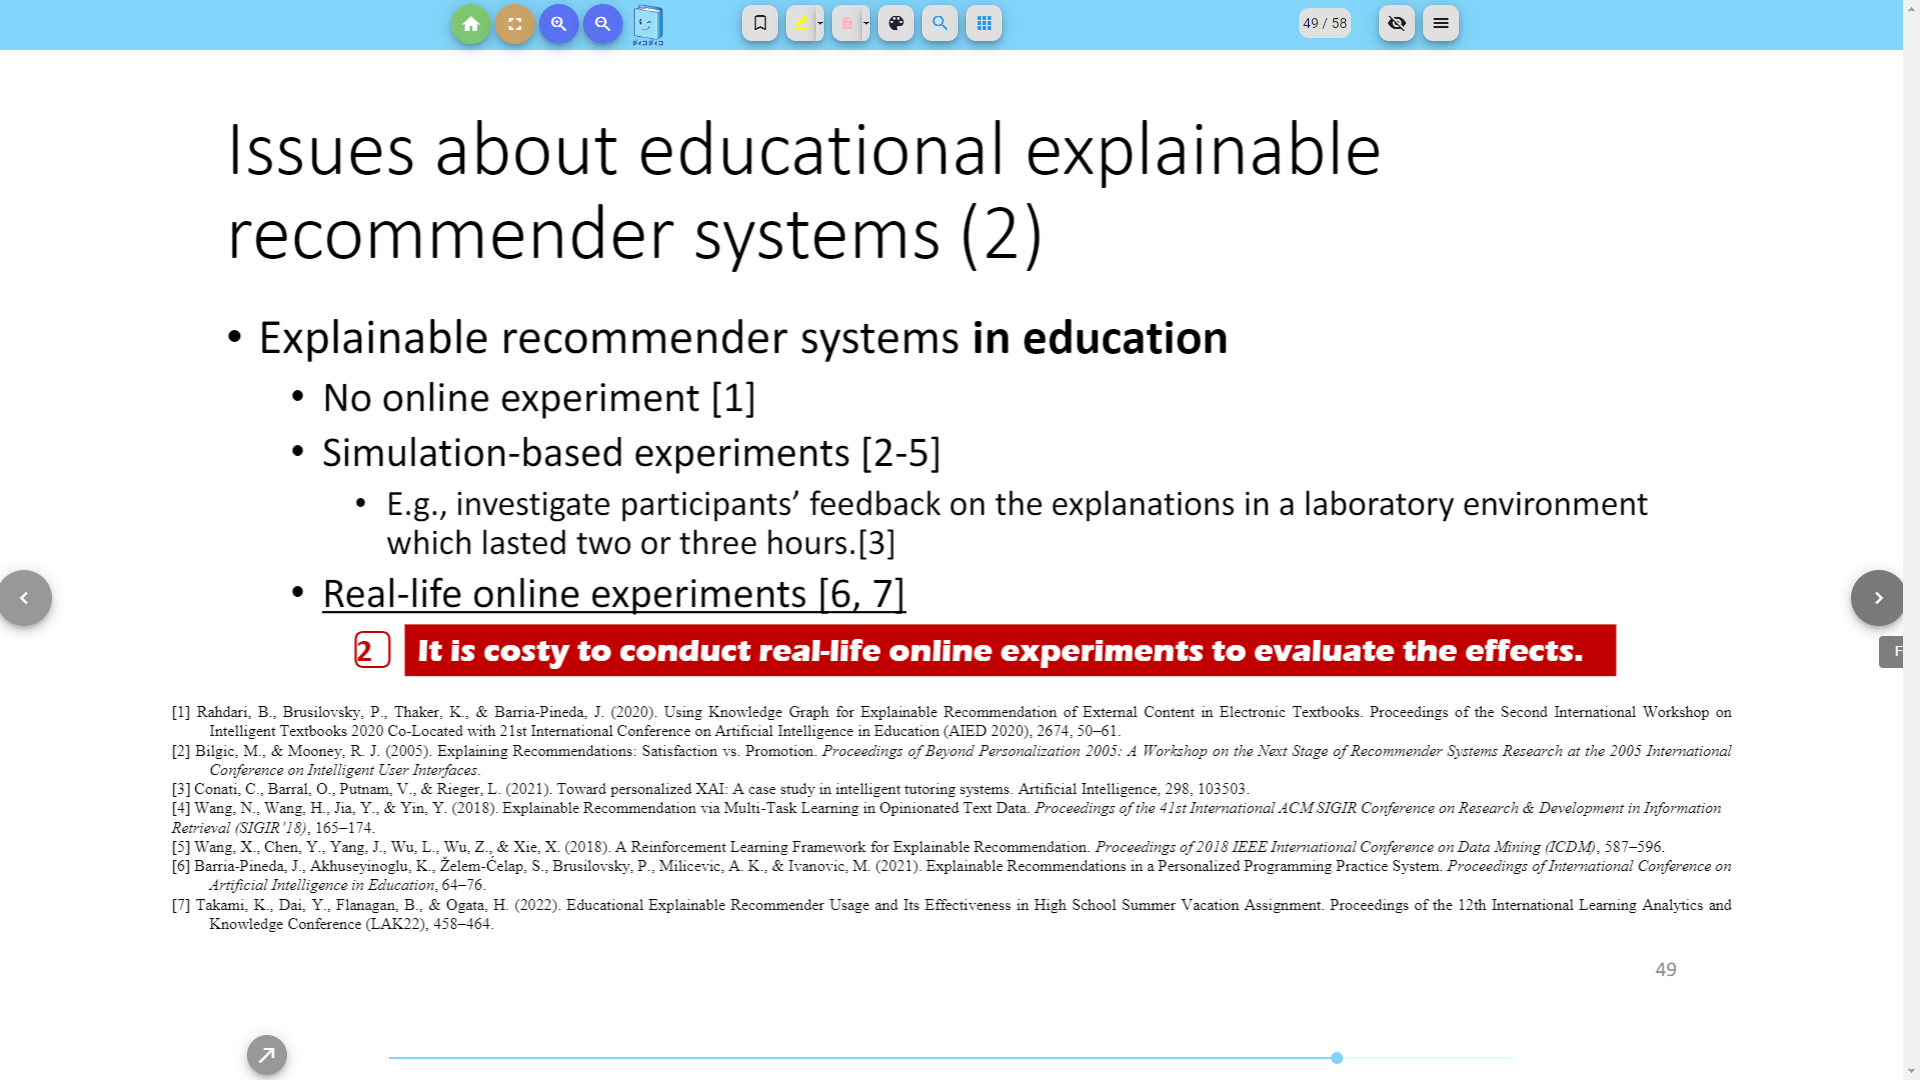 49 / 58
Issues about educational explainable
recommender systems (2)
• Explainable recommender systems in education
• No online experiment [1]
• Simulation-based experiments [2-5]
• E.g., investigate participants’ feedback on the explanations in a laboratory environment
which lasted two or three hours.[3]
• Real-life online experiments [6, 7]
2 It is costy to conduct real-life online experiments to evaluate the effects.
[1] Rahdari, B., Brusilovsky, P., Thaker, K., & Barria-Pineda, J. (2020). Using Knowledge Graph for Explainable Recommendation of External Content in Electronic Textbooks. Proceedings of the Second International Workshop on
Intelligent Textbooks 2020 Co-Located with 21st International Conference on Artificial Intelligence in Education (AIED 2020), 2674, 50–61.
[2] Bilgic, M., & Mooney, R. J. (2005). Explaining Recommendations: Satisfaction vs. Promotion. Proceedings of Beyond Personalization 2005: A Workshop on the Next Stage of Recommender Systems Research at the 2005 International
Conference on Intelligent User Interfaces.
[3] Conati, C., Barral, O., Putnam, V., & Rieger, L. (2021). Toward personalized XAI: A case study in intelligent tutoring systems. Artificial Intelligence, 298, 103503.
[4] Wang, N., Wang, H., Jia, Y., & Yin, Y. (2018). Explainable Recommendation via Multi-Task Learning in Opinionated Text Data. Proceedings of the 41st International ACM SIGIR Conference on Research & Development in Information
Retrieval (SIGIR’18), 165–174.
[5] Wang, X., Chen, Y., Yang, J., Wu, L., Wu, Z., & Xie, X. (2018). A Reinforcement Learning Framework for Explainable Recommendation. Proceedings of 2018 IEEE International Conference on Data Mining (ICDM), 587–596.
[6] Barria-Pineda, J., Akhuseyinoglu, K., Želem-Ćelap, S., Brusilovsky, P., Milicevic, A. K., & Ivanovic, M. (2021). Explainable Recommendations in a Personalized Programming Practice System. Proceedings of International Conference on
Artificial Intelligence in Education, 64–76.
[7] Takami, K., Dai, Y., Flanagan, B., & Ogata, H. (2022). Educational Explainable Recommender Usage and Its Effectiveness in High School Summer Vacation Assignment. Proceedings of the 12th International Learning Analytics and
Knowledge Conference (LAK22), 458–464.
49